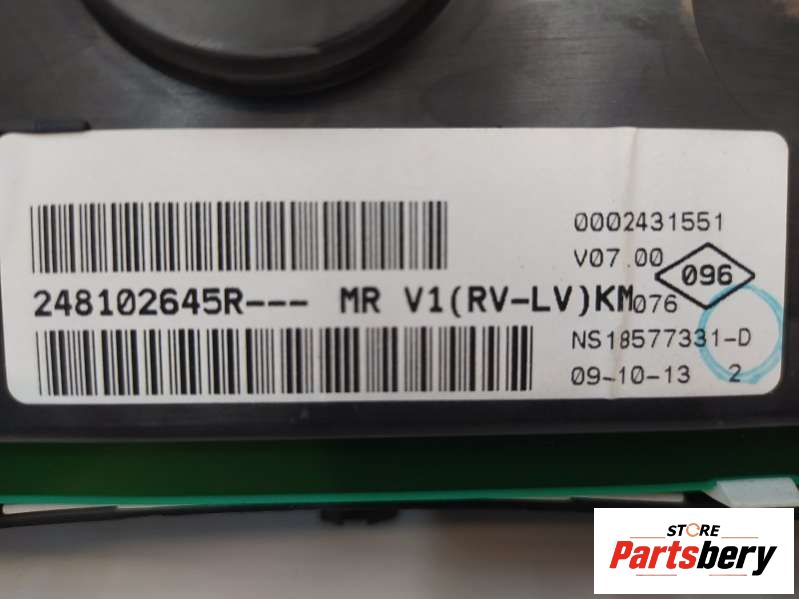 0002431551
V07.00
096
248102645R--- MR V1(RV-LV)KM
076
NS18577331-D
09-10-13 2
STORE
Partsbery